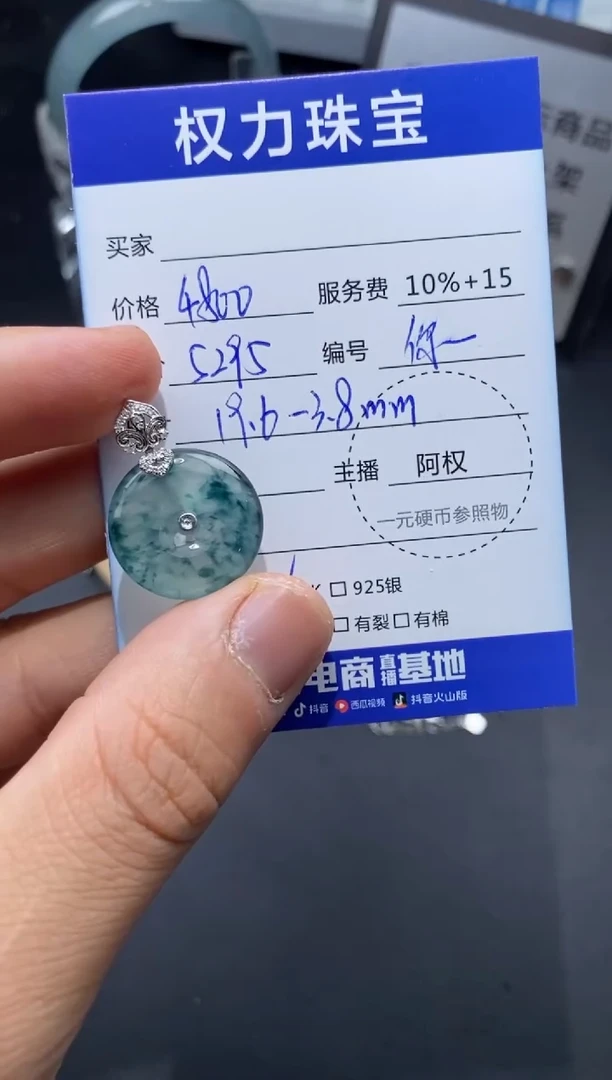 权力珠宝
买家
价格 4800 服务费 10%+15
5295 编号
19.6-3.8mm
主播 阿权
一元硬币参照物
K 925银
有裂 有棉
电商直播基地
抖音 西瓜视频 抖音火山版
商品
架